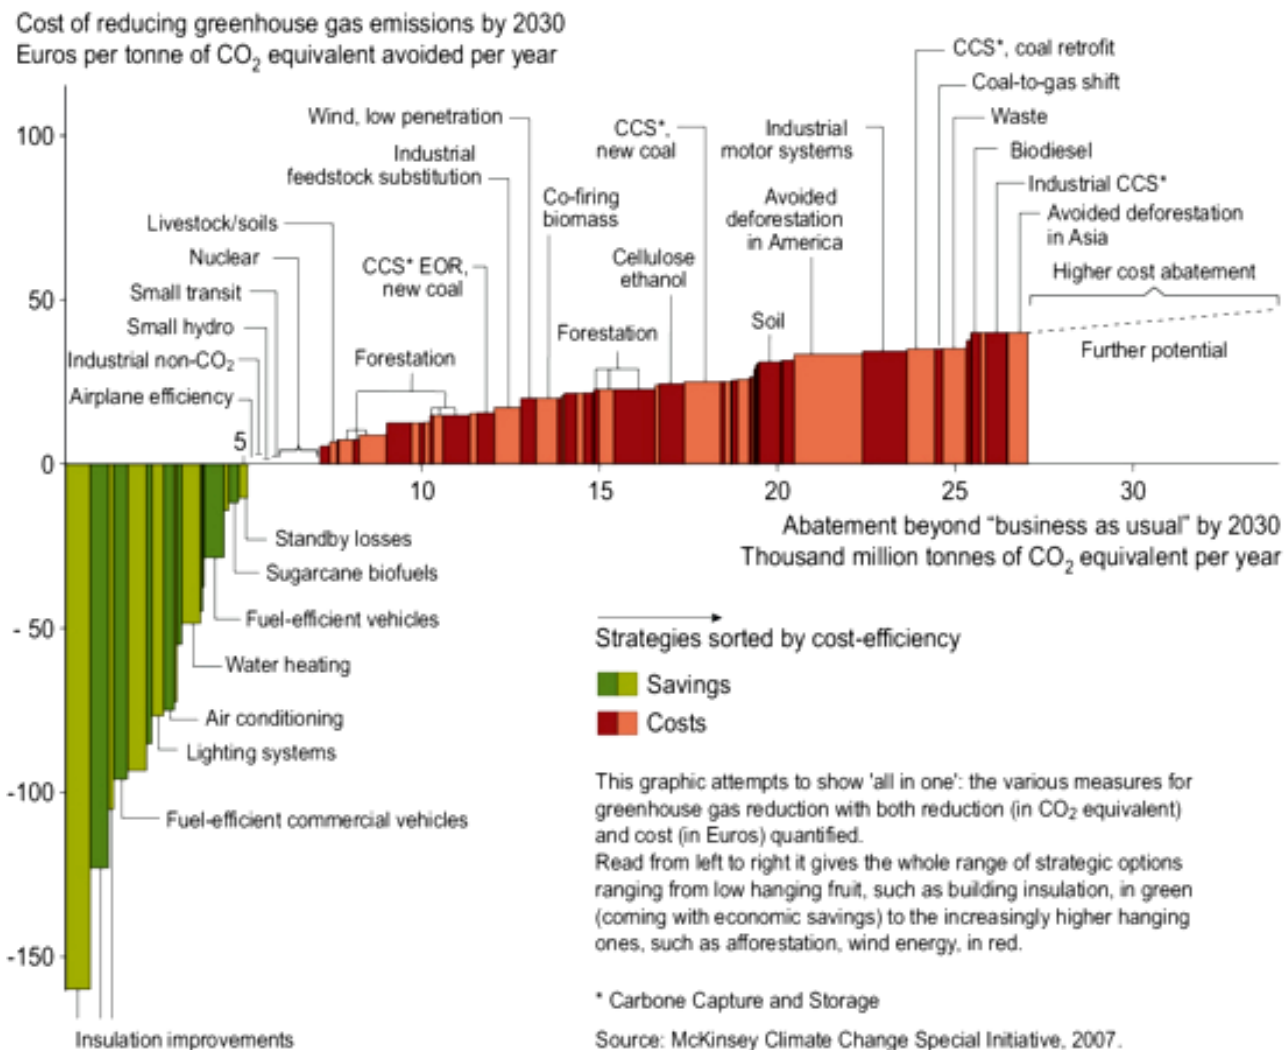 Cost of reducing greenhouse gas emissions by 2030
Euros per tonne of CO2 equivalent avoided per year
CCS*, coal retrofit
Coal-to-gas shift
Waste
Biodiesel
Industrial CCS*
Avoided deforestation
in Asia
Higher cost abatement
Further potential
Wind, low penetration
Industrial
feedstock substitution
CCS*,
new coal
Industrial
motor systems
Co-firing
biomass
Avoided
deforestation
in America
Livestock/soils
Nuclear
CCS* EOR,
new coal
Cellulose
ethanol
Small transit
Small hydro
Soil
Forestation
Forestation
Industrial non-CO2
Airplane efficiency
100
50
0
- 50
-100
-150
5
10
15
20
25
30
Abatement beyond “business as usual” by 2030
Thousand million tonnes of CO2 equivalent per year
Standby losses
Sugarcane biofuels
Fuel-efficient vehicles
Water heating
Air conditioning
Lighting systems
Fuel-efficient commercial vehicles
Insulation improvements
Strategies sorted by cost-efficiency
Savings
Costs
This graphic attempts to show 'all in one': the various measures for
greenhouse gas reduction with both reduction (in CO2 equivalent)
and cost (in Euros) quantified.
Read from left to right it gives the whole range of strategic options
ranging from low hanging fruit, such as building insulation, in green
(coming with economic savings) to the increasingly higher hanging
ones, such as afforestation, wind energy, in red.
* Carbone Capture and Storage
Source: McKinsey Climate Change Special Initiative, 2007.